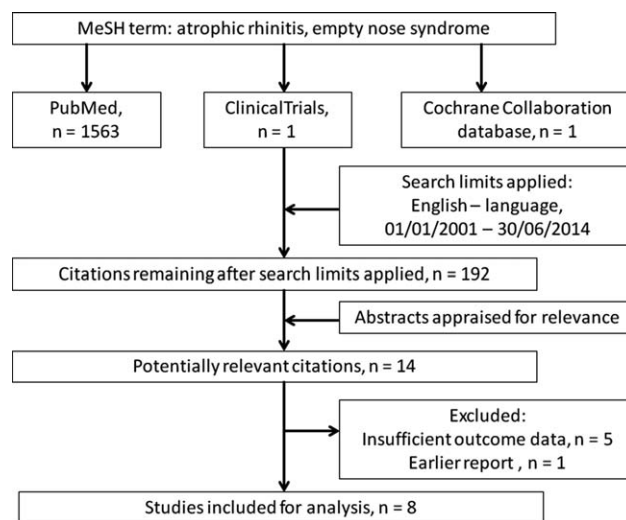 MeSH term: atrophic rhinitis, empty nose syndrome
PubMed,
n = 1563
ClinicalTrials,
n = 1
Cochrane Collaboration
database, n = 1
Search limits applied:
English – language,
01/01/2001 – 30/06/2014
Citations remaining after search limits applied, n = 192
Abstracts appraised for relevance
Potentially relevant citations, n = 14
Excluded:
Insufficient outcome data, n = 5
Earlier report , n = 1
Studies included for analysis, n = 8